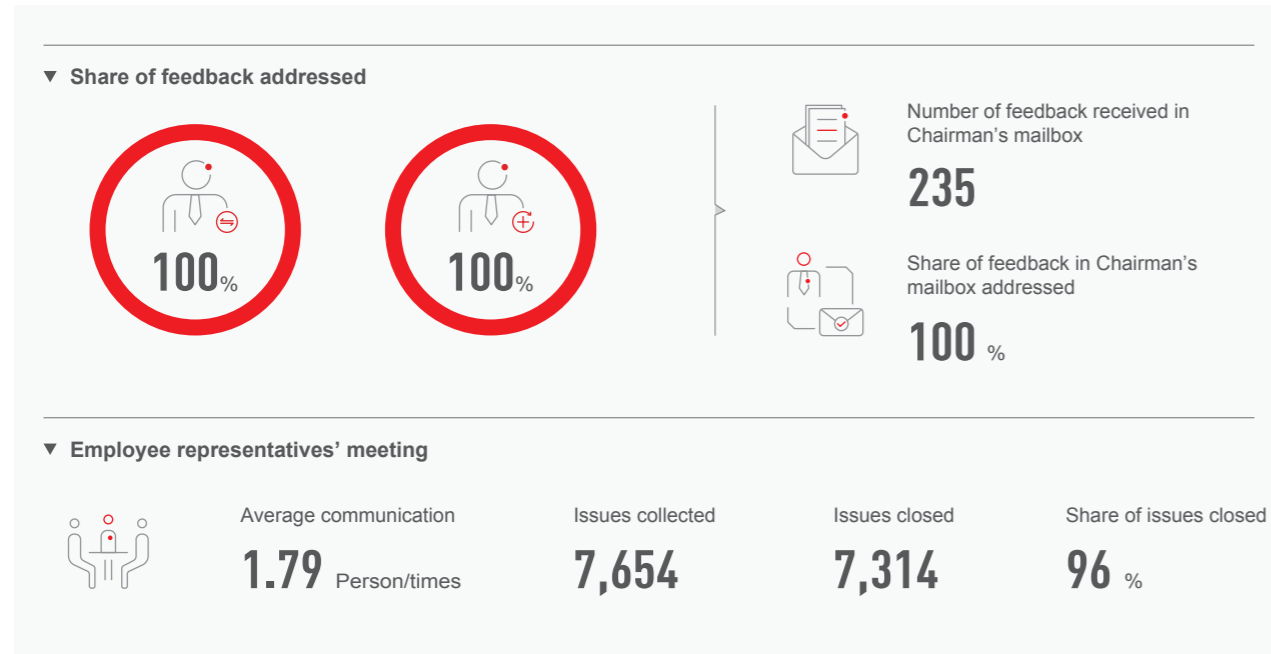 ▼ Share of feedback addressed
100%
100%
Number of feedback received in
Chairman’s mailbox
235
Share of feedback in Chairman’s
mailbox addressed
100 %
▼ Employee representatives’ meeting
Average communication
1.79 Person/times
Issues collected
7,654
Issues closed
7,314
Share of issues closed
96 %